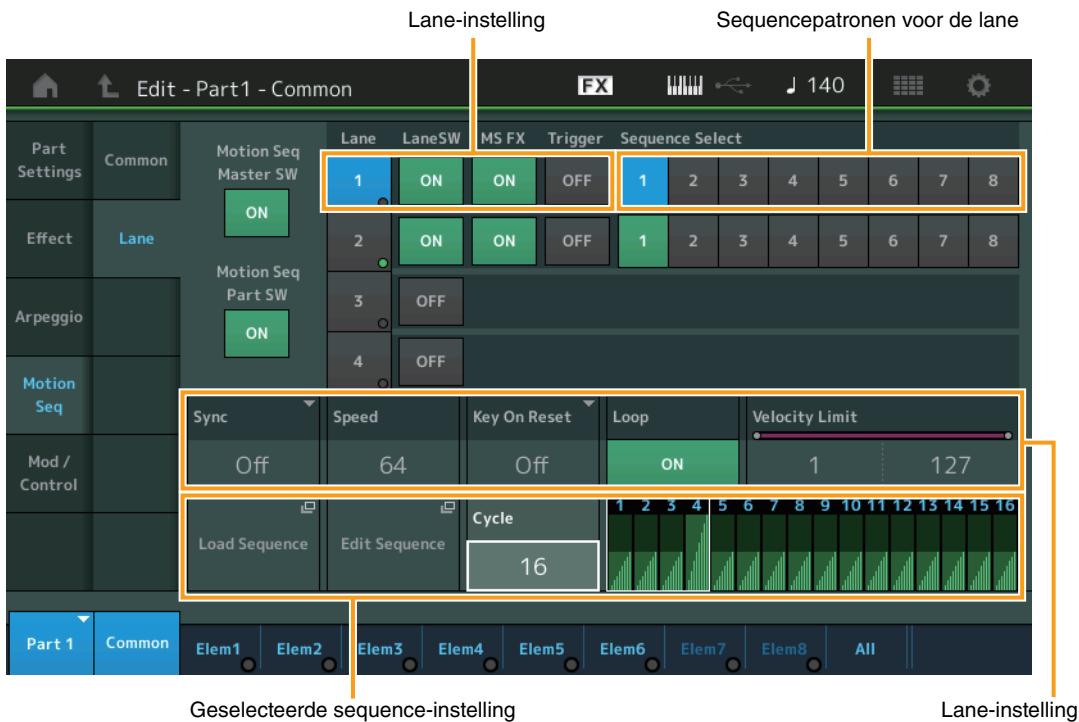 Lane-instelling
Sequencepatronen voor de lane
Edit - Part1 - Common
FX
140
Part Settings
Common
Effect
Lane
Arpeggio
Motion Seq
Mod / Control
Motion Seq Master SW
ON
Motion Seq Part SW
ON
Lane LaneSW MS FX Trigger Sequence Select
1 ON ON OFF 1 2 3 4 5 6 7 8
2 ON ON OFF 1 2 3 4 5 6 7 8
3 OFF
4 OFF
Sync Speed Key On Reset Loop Velocity Limit
Off 64 Off ON 1 127
Load Sequence Edit Sequence Cycle 1 2 3 4 5 6 7 8 9 10 11 12 13 14 15 16
16
Part 1 Common Elem1 Elem2 Elem3 Elem4 Elem5 Elem6 Elem7 Elem8 All
Geselecteerde sequence-instelling
Lane-instelling